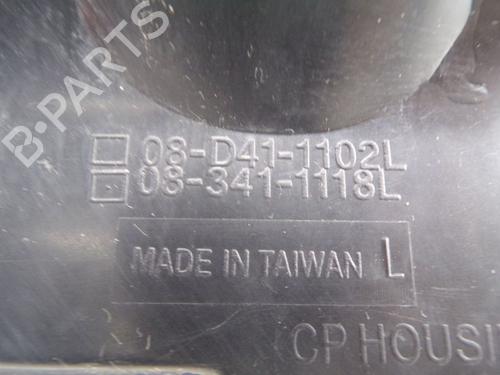 B-PARTS
08-D41-1102L
08-341-1118L
MADE IN TAIWAN L
CP HOUSI